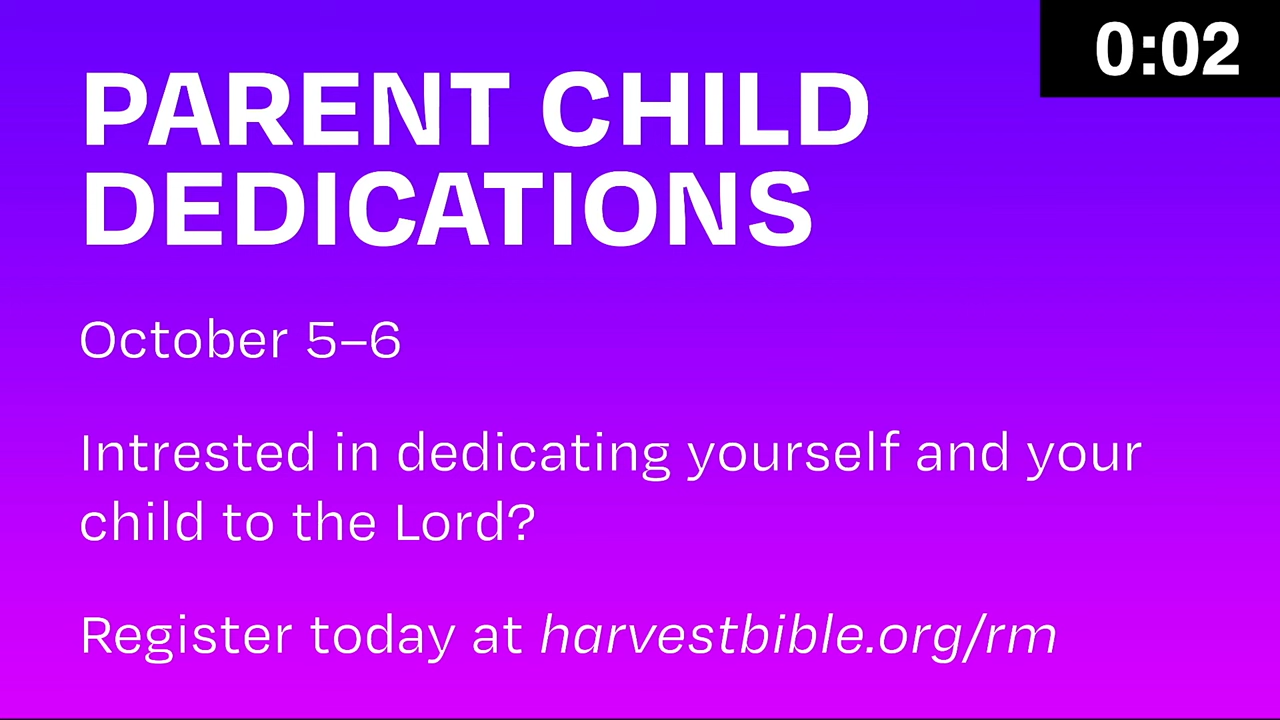 0:02
PARENT CHILD
DEDICATIONS
October 5–6
Intrested in dedicating yourself and your
child to the Lord?
Register today at harvestbible.org/rm